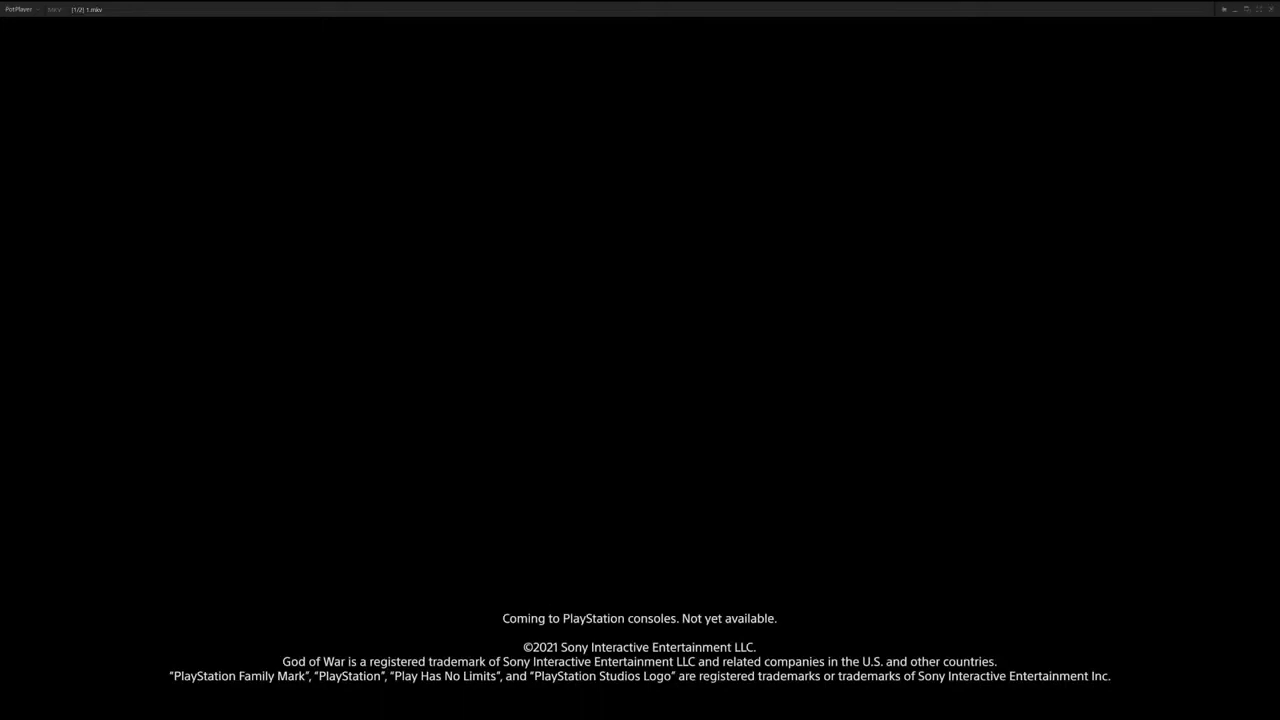 PotPlayer MKV [1/2] 1.mkv
Coming to PlayStation consoles. Not yet available.
©2021 Sony Interactive Entertainment LLC.
God of War is a registered trademark of Sony Interactive Entertainment LLC and related companies in the U.S. and other countries.
"PlayStation Family Mark", "PlayStation", "Play Has No Limits", and "PlayStation Studios Logo" are registered trademarks or trademarks of Sony Interactive Entertainment Inc.